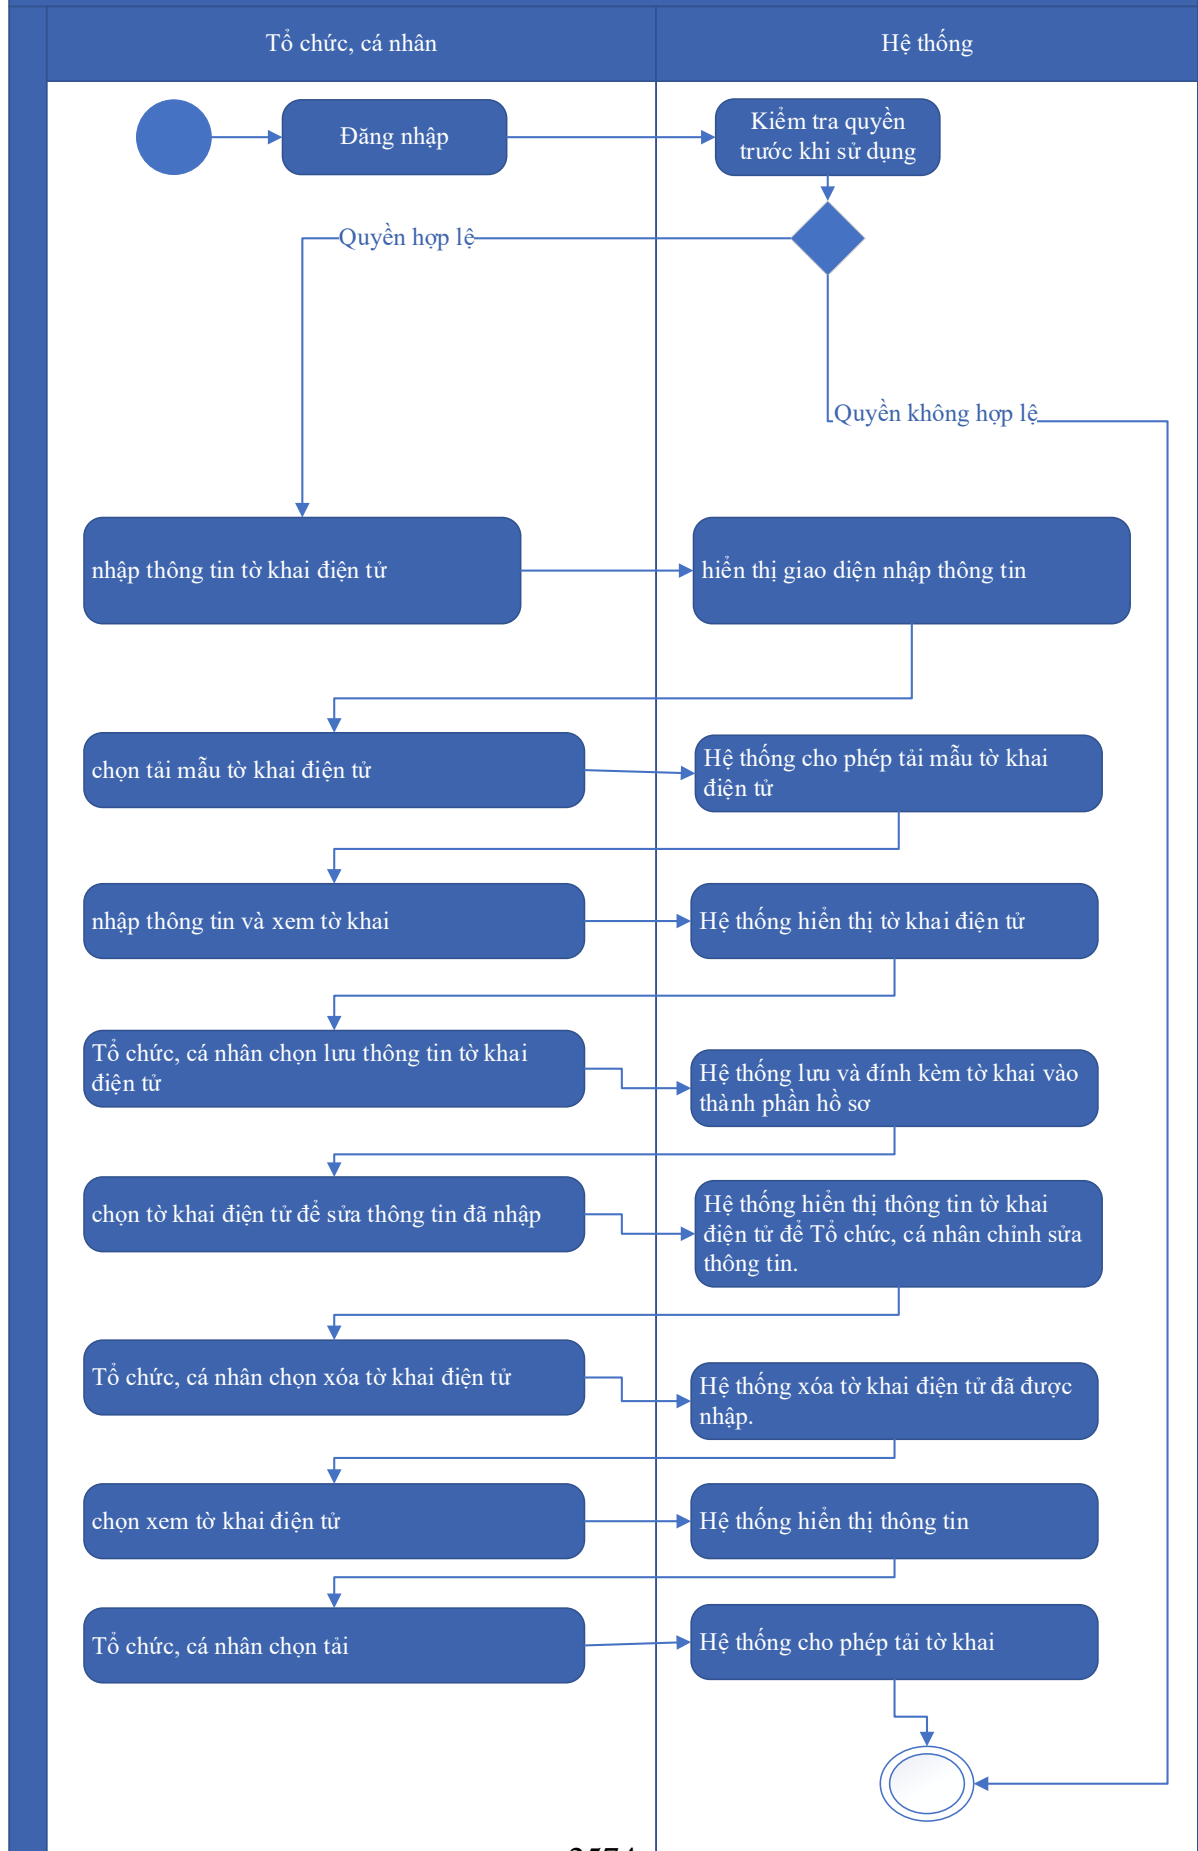 Tổ chức, cá nhân
Hệ thống
Đăng nhập
Kiểm tra quyền
trước khi sử dụng
Quyền hợp lệ
Quyền không hợp lệ
nhập thông tin tờ khai điện tử
hiển thị giao diện nhập thông tin
chọn tải mẫu tờ khai điện tử
Hệ thống cho phép tải mẫu tờ khai
điện tử
nhập thông tin và xem tờ khai
Hệ thống hiển thị tờ khai điện tử
Tổ chức, cá nhân chọn lưu thông tin tờ khai
điện tử
Hệ thống lưu và đính kèm tờ khai vào
thành phần hồ sơ
chọn tờ khai điện tử để sửa thông tin đã nhập
Hệ thống hiển thị thông tin tờ khai
điện tử để Tổ chức, cá nhân chỉnh sửa
thông tin.
Tổ chức, cá nhân chọn xóa tờ khai điện tử
Hệ thống xóa tờ khai điện tử đã được
nhập.
chọn xem tờ khai điện tử
Hệ thống hiển thị thông tin
Tổ chức, cá nhân chọn tải
Hệ thống cho phép tải tờ khai